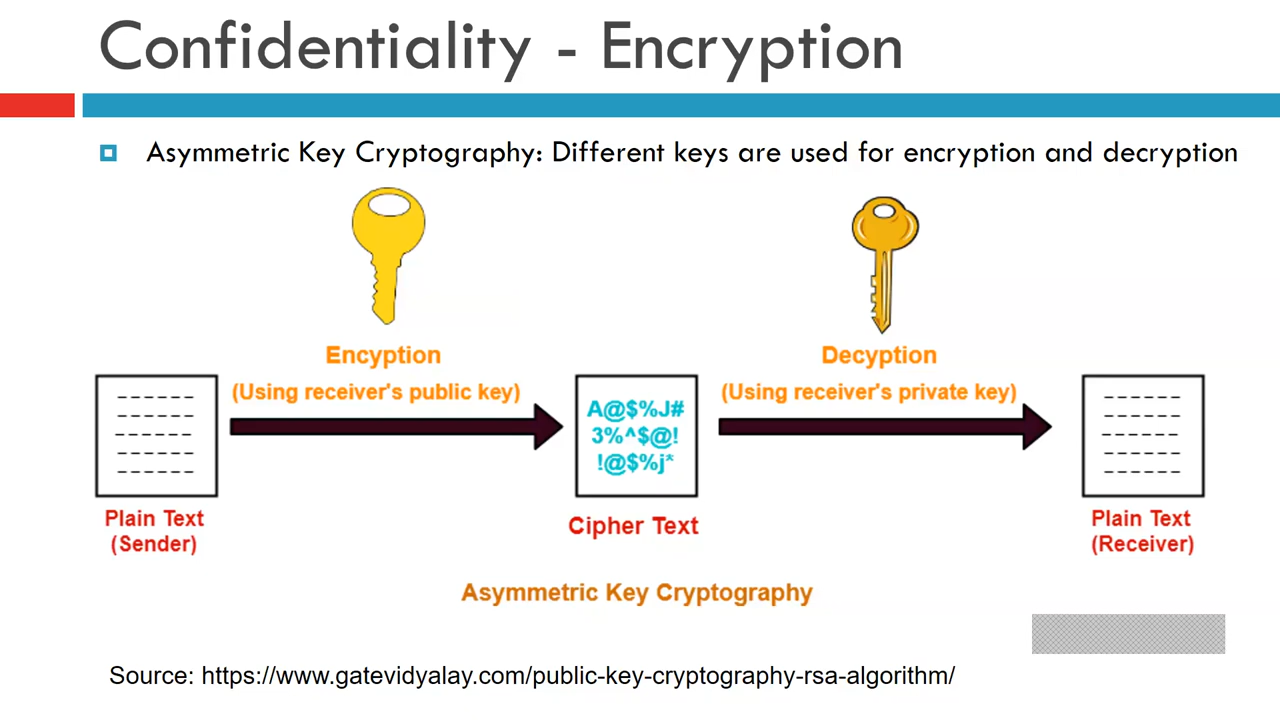 Confidentiality - Encryption
Asymmetric Key Cryptography: Different keys are used for encryption and decryption
Encyption
(Using receiver's public key)
Decyption
(Using receiver's private key)
A@$%J#
3%^$@!
!@$%j*
Plain Text
(Sender)
Cipher Text
Plain Text
(Receiver)
Asymmetric Key Cryptography
Source: https://www.gatevidyalay.com/public-key-cryptography-rsa-algorithm/